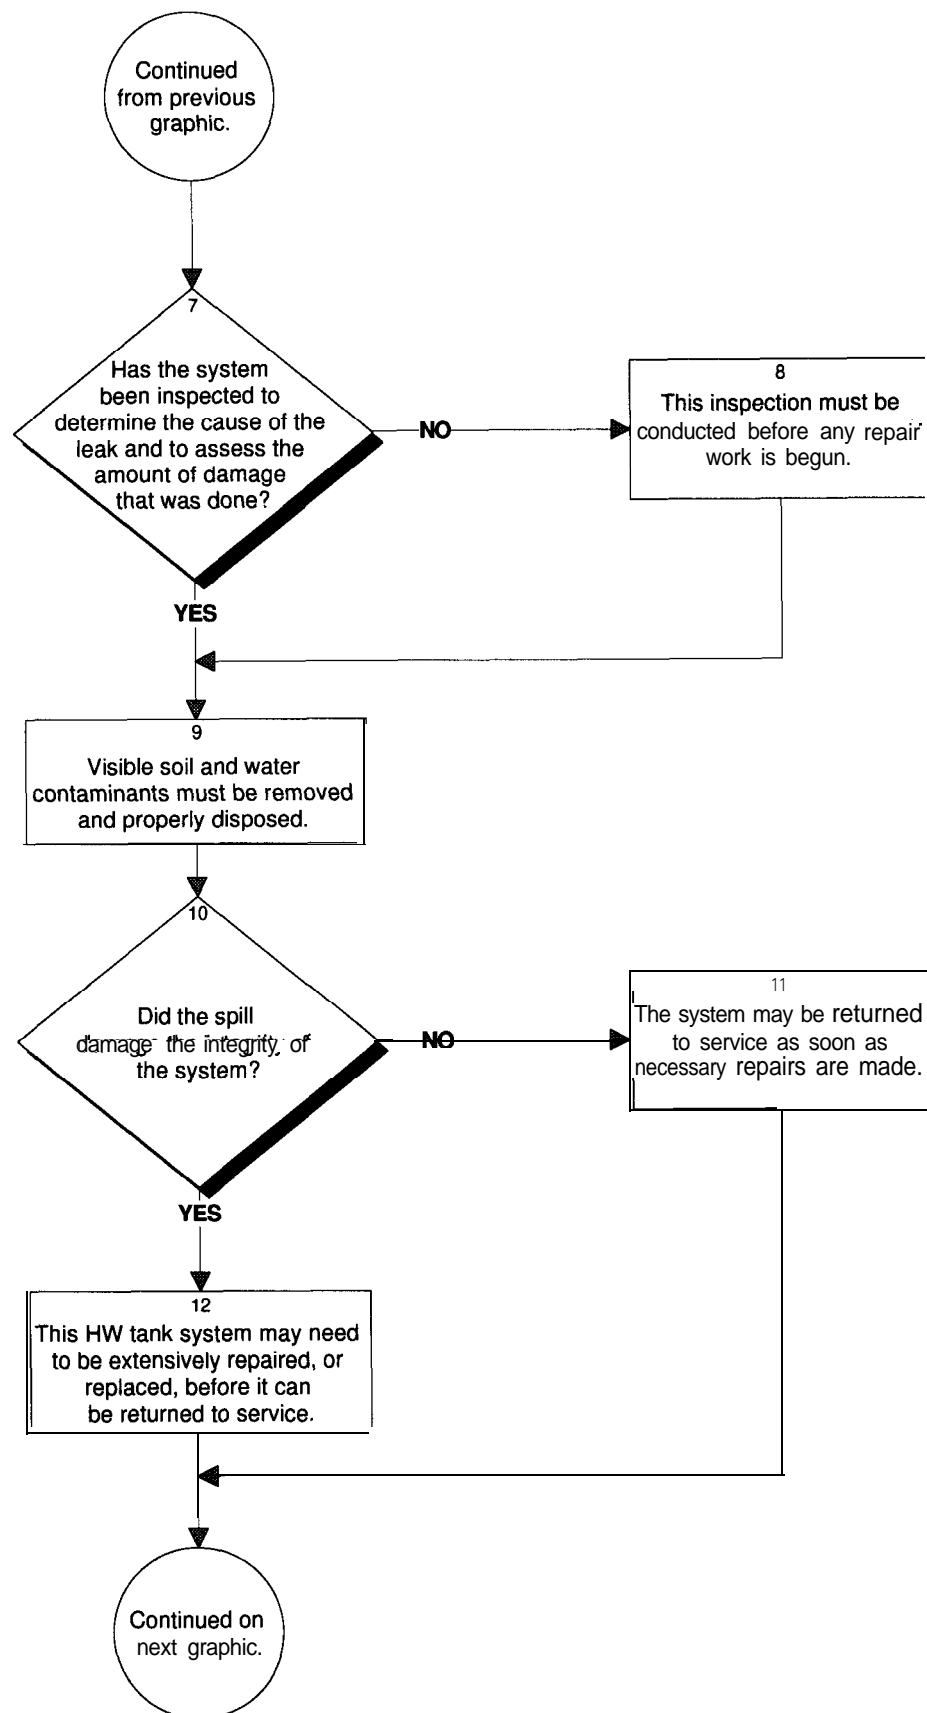 Continued
from previous
graphic.
7
Has the system
been inspected to
determine the cause of the
leak and to assess the
amount of damage
that was done?
NO
8
This inspection must be
conducted before any repair
work is begun.
YES
9
Visible soil and water
contaminants must be removed
and properly disposed.
10
Did the spill
damage the integrity of
the system?
NO
11
The system may be returned
to service as soon as
necessary repairs are made.
YES
12
This HW tank system may need
to be extensively repaired, or
replaced, before it can
be returned to service.
Continued on
next graphic.